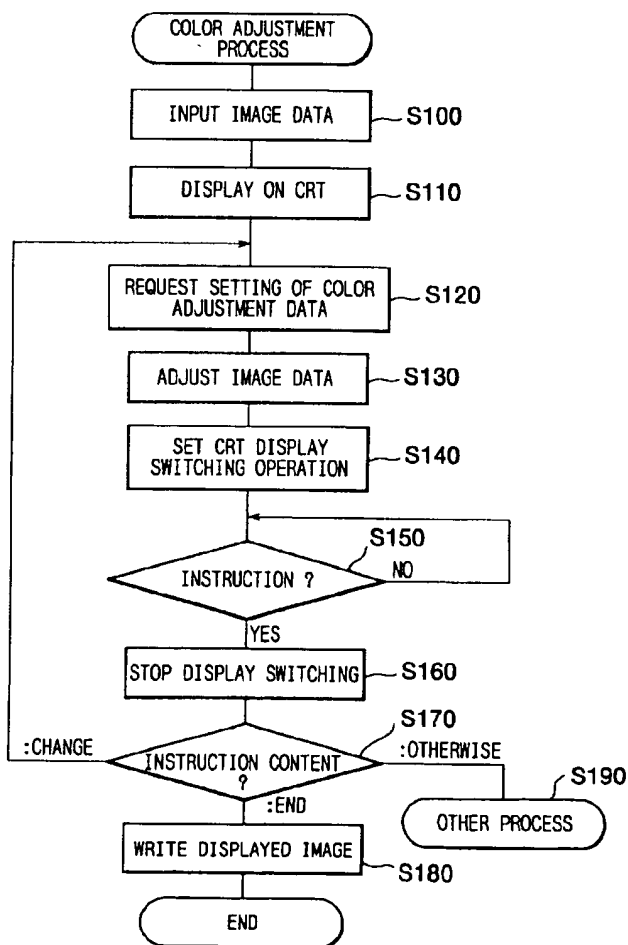 COLOR ADJUSTMENT
PROCESS
INPUT IMAGE DATA
S100
DISPLAY ON CRT
S110
REQUEST SETTING OF COLOR
ADJUSTMENT DATA
S120
ADJUST IMAGE DATA
S130
SET CRT DISPLAY
SWITCHING OPERATION
S140
S150
INSTRUCTION ?
NO
YES
STOP DISPLAY SWITCHING
S160
S170
:CHANGE
INSTRUCTION CONTENT
?
:OTHERWISE
:END
S190
OTHER PROCESS
WRITE DISPLAYED IMAGE
S180
END